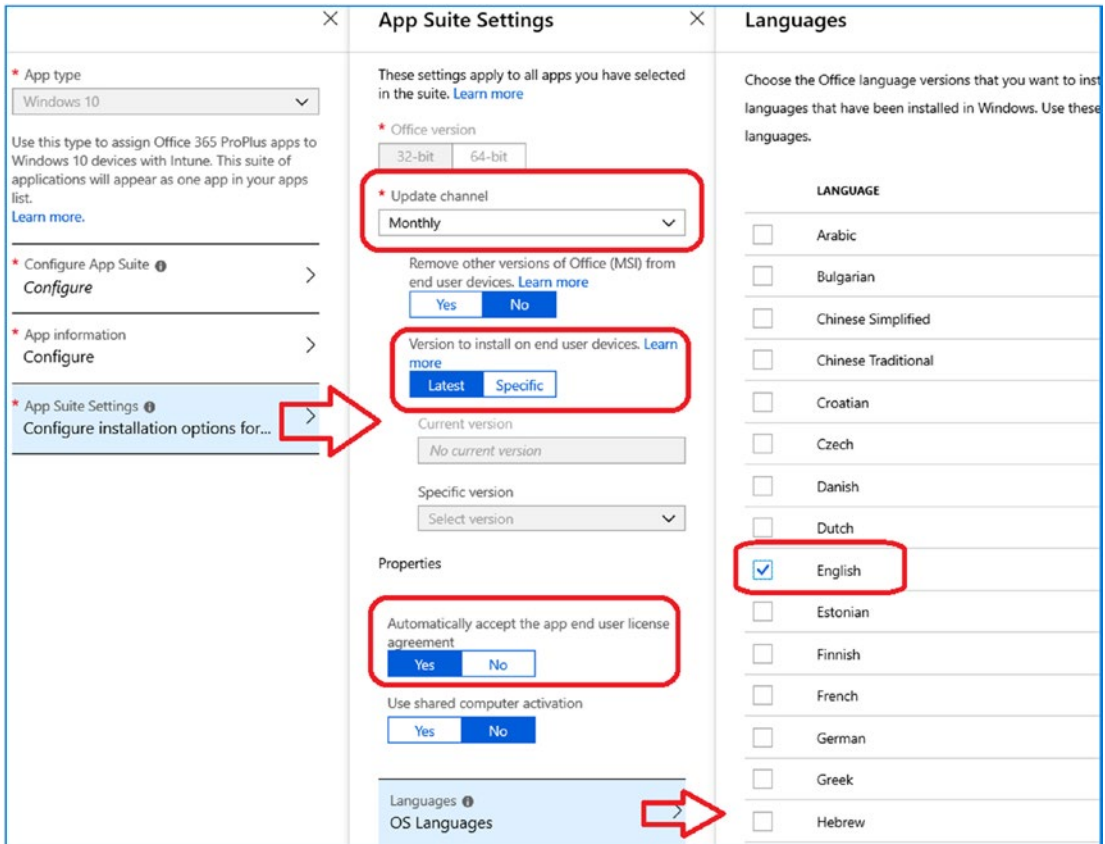 * App type
Windows 10
Use this type to assign Office 365 ProPlus apps to
Windows 10 devices with Intune. This suite of
applications will appear as one app in your apps
list.
Learn more.
* Configure App Suite
Configure
* App information
Configure
* App Suite Settings
Configure installation options for...
App Suite Settings
These settings apply to all apps you have selected
in the suite. Learn more
* Office version
32-bit 64-bit
* Update channel
Monthly
Remove other versions of Office (MSI) from
end user devices. Learn more
Yes No
Version to install on end user devices. Learn
more
Latest Specific
Current version
No current version
Specific version
Select version
Properties
Automatically accept the app end user license
agreement
Yes No
Use shared computer activation
Yes No
Languages
OS Languages
Languages
Choose the Office language versions that you want to inst
languages that have been installed in Windows. Use these
languages.
LANGUAGE
Arabic
Bulgarian
Chinese Simplified
Chinese Traditional
Croatian
Czech
Danish
Dutch
English
Estonian
Finnish
French
German
Greek
Hebrew